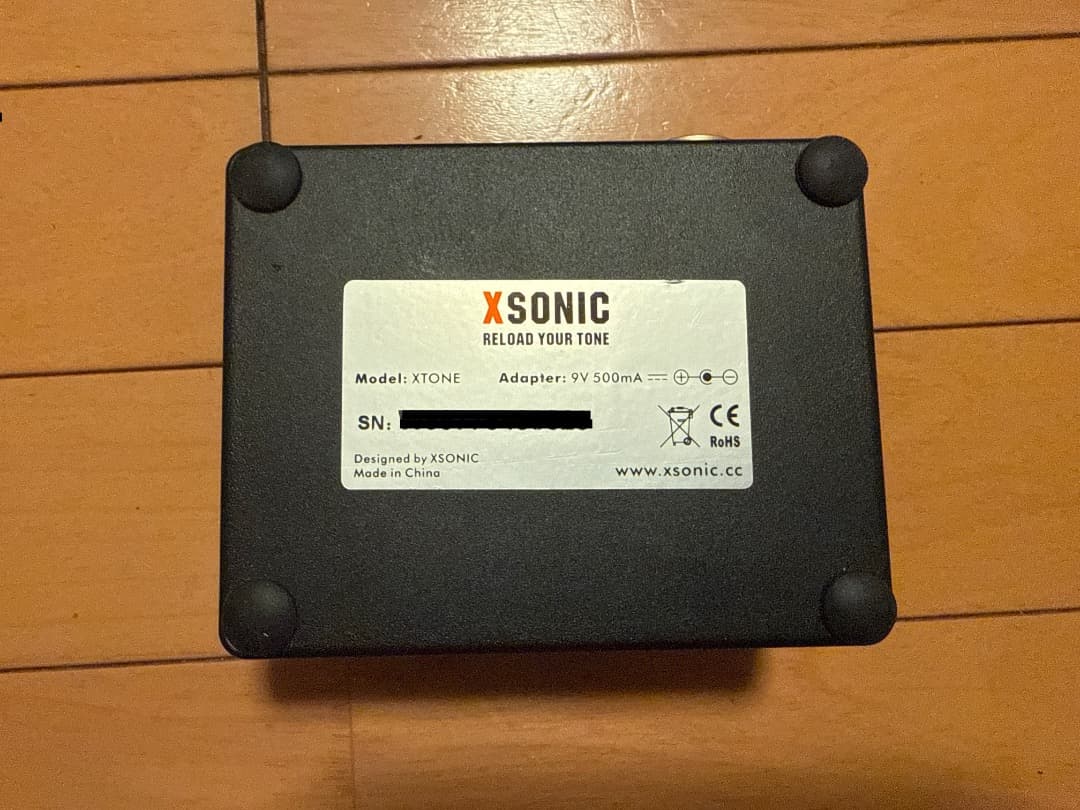 XSONIC
RELOAD YOUR TONE
Model: XTONE Adapter: 9V 500mA
SN:
CE
RoHS
Designed by XSONIC
Made in China
www.xsonic.cc